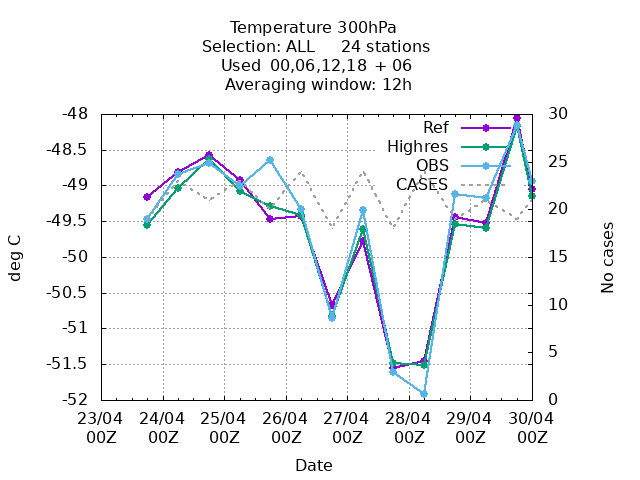 Temperature 300hPa
Selection: ALL 24 stations
Used 00,06,12,18 + 06
Averaging window: 12h
-48
-48.5
-49
-49.5
-50
-50.5
-51
-51.5
-52
deg C
30
25
20
15
10
5
0
No cases
Ref
Highres
OBS
CASES
23/04 24/04 25/04 26/04 27/04 28/04 29/04 30/04
00Z 00Z 00Z 00Z 00Z 00Z 00Z 00Z
Date